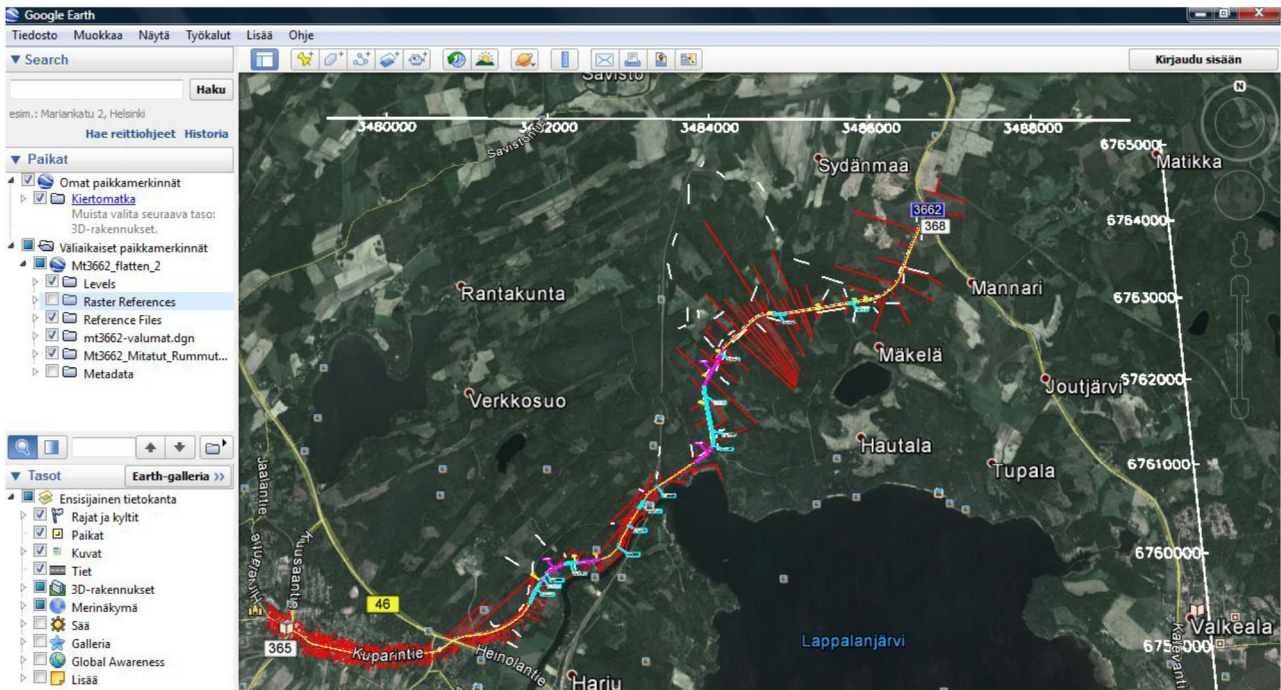 Google Earth
Tiedosto Muokkaa Näytä Työkalut Lisää Ohje
Search
Haku
esim.: Mariankatu 2, Helsinki
Hae reittiohjeet Historia
Paikat
Omat paikkamerkinnät
Kiertomatka
Muista valita seuraava taso:
3D-rakennukset.
Väliaikaiset paikkamerkinnät
Mt3662_flatten_2
Levels
Raster References
Reference Files
mt3662-valumat.dgn
Mt3662_Mitatut_Rummut...
Metadata
Tasot
Earth-galleria >>
Ensisijainen tietokanta
Rajat ja kyltit
Paikat
Kuvat
Tiet
3D-rakennukset
Merinäkymä
Sää
Galleria
Global Awareness
Lisää
Kirjaudu sisään
N
Savisto
3480000
3482000
3484000
3486000
3488000
Savistontie
Sydänmaa
6765000
Matikka
3662
368
6764000
Rantakunta
Mannari
6763000
Mäkelä
Verkkosuo
Joutjärvi
6762000
Hautala
Tupala
6761000
Jaalantie
Kuusaantie
6760000
46
365
Kuparintie
Heinolantie
Harju
Lappalanjärvi
Valkeala